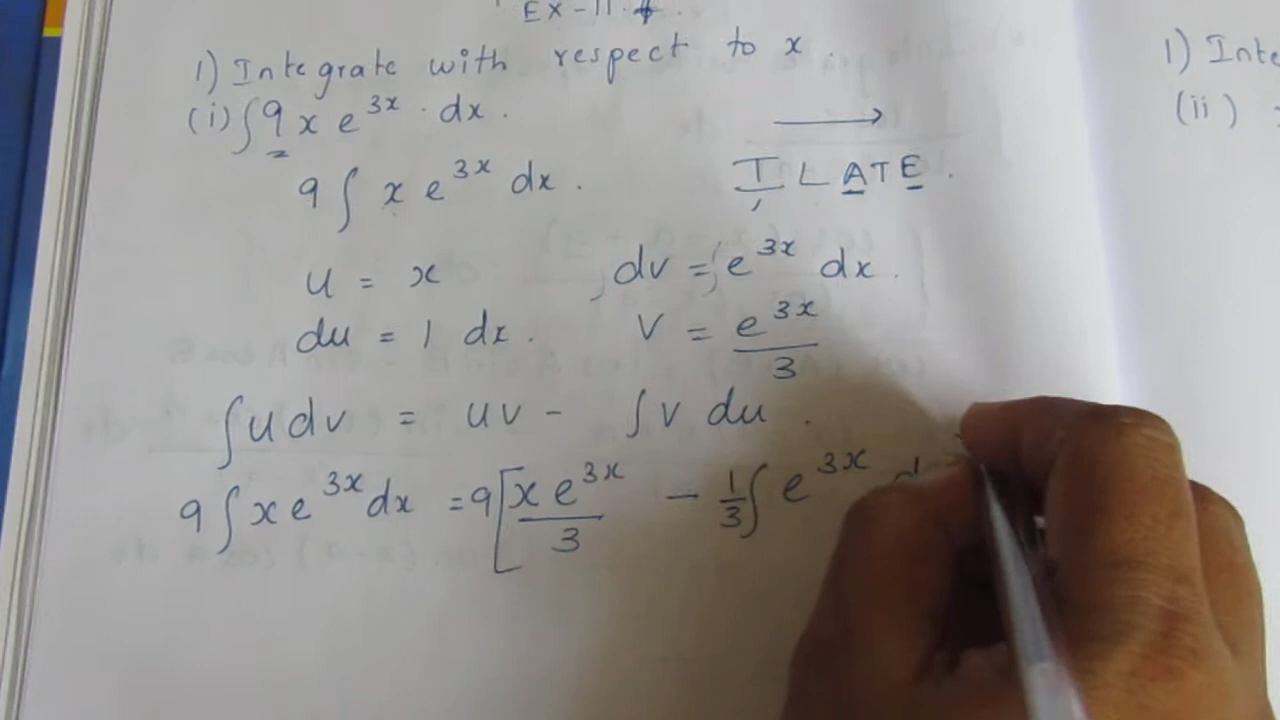 EX-11.
1) Integrate with respect to x.
(i) ∫9 x e^3x · dx.
9 ∫ x e^3x dx.
I L A T E.
u = x
dv = e^3x dx.
du = 1 dx.
v = e^3x/3
∫u dv = uv - ∫v du.
9 ∫ x e^3x dx = 9[x e^3x/3 - 1/3 ∫ e^3x d
1) Inte
(ii)